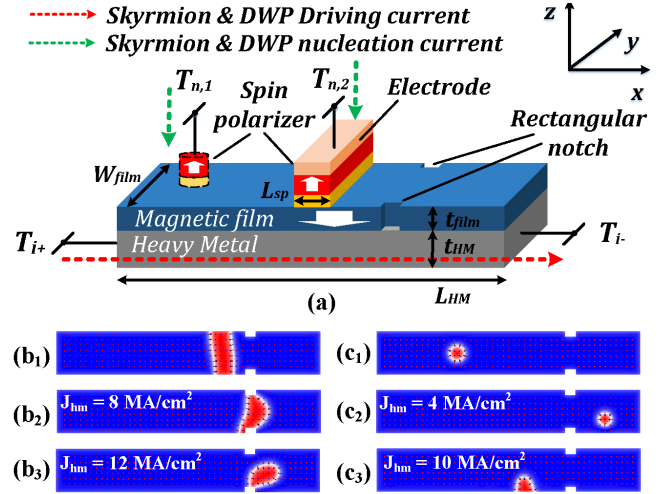 Skyrmion & DWP Driving current
Skyrmion & DWP nucleation current
z
y
x
Tn,1
Tn,2
Spin
polarizer
Electrode
Rectangular
notch
Wfilm
Lsp
Magnetic film
tfilm
Ti+
Heavy Metal
tHM
Ti-
(a)
LHM
(b1)
(c1)
(b2)
Jhm = 8 MA/cm2
Jhm = 4 MA/cm2
(c2)
(b3)
Jhm = 12 MA/cm2
Jhm = 10 MA/cm2
(c3)